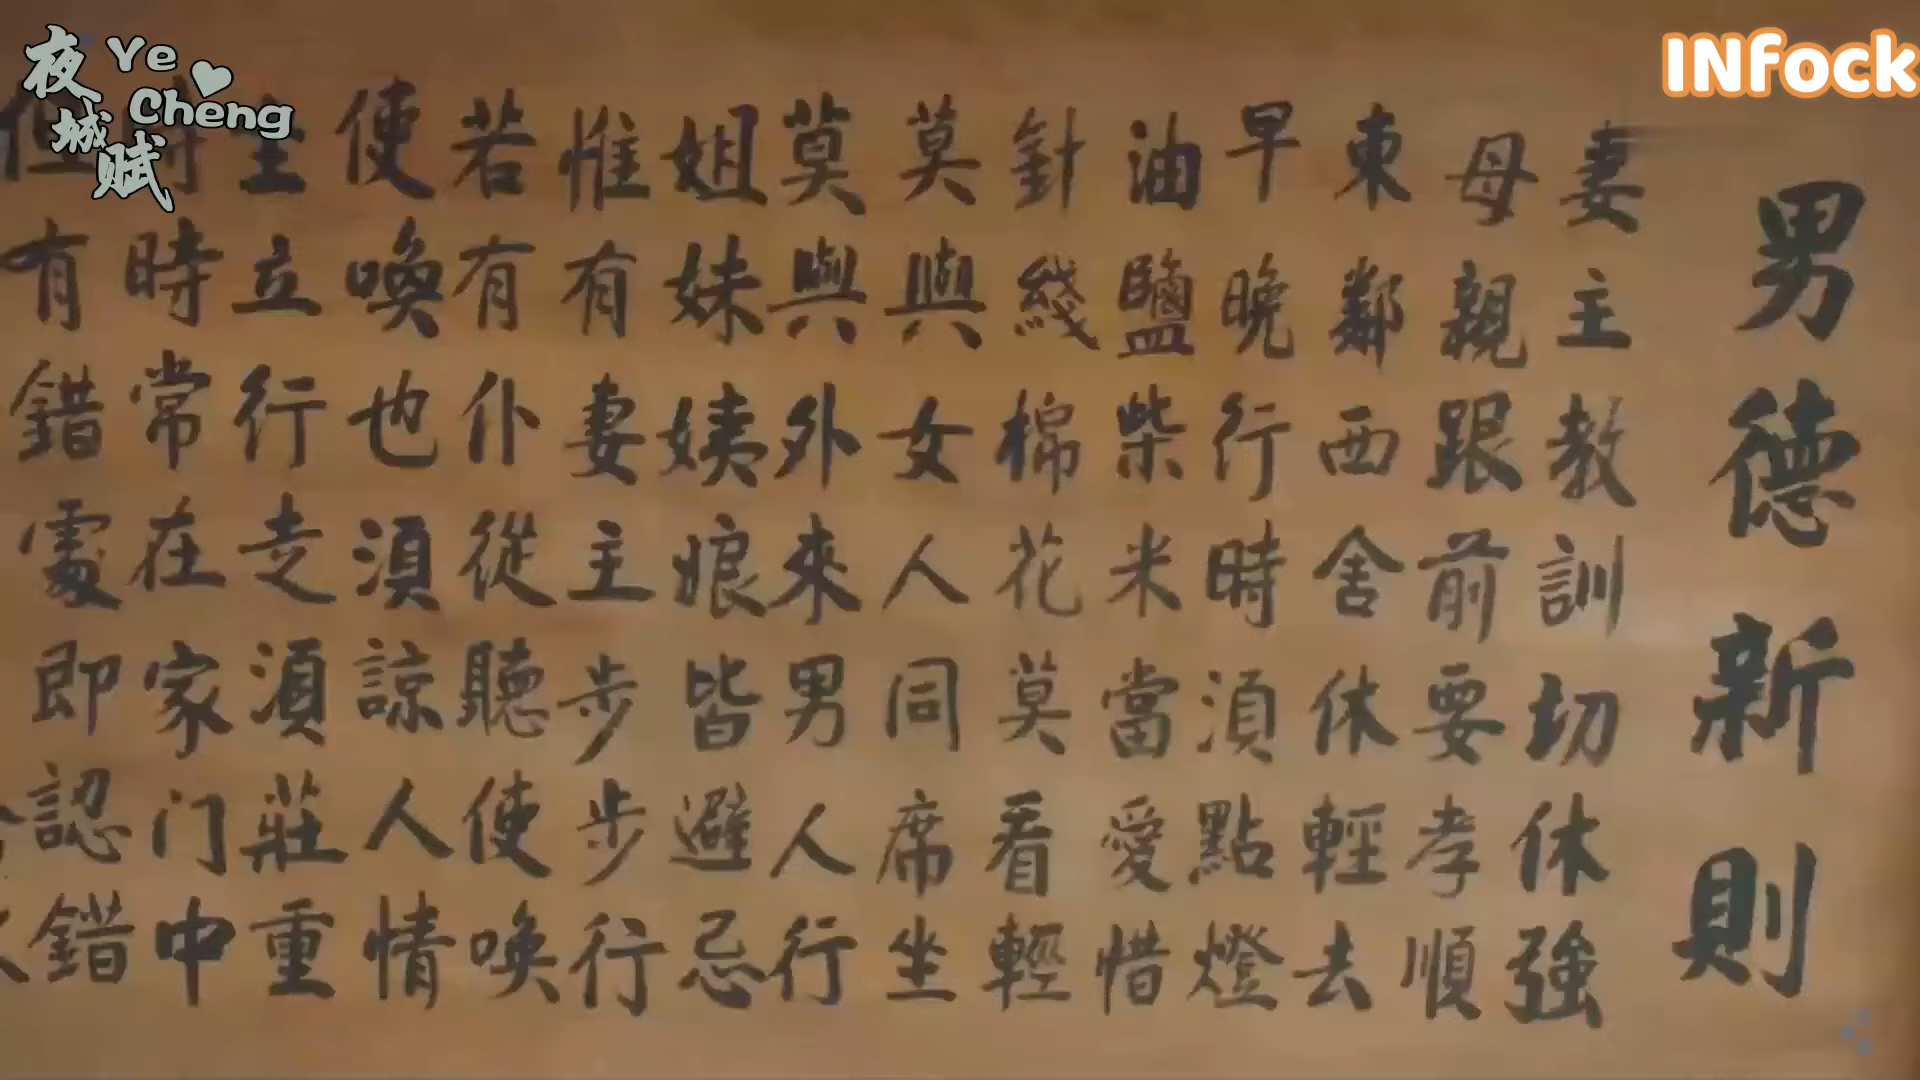 男德新則
妻主教訓切休強
母親跟前要孝順
東鄰西舍休輕去
早晚行時須點燈
油鹽柴米當愛惜
針綫棉花莫看輕
莫與女人同席坐
莫與外來男人行
姐妹姨娘皆避忌
惟有妻主步步行
若有仆從聽使喚
使喚也須諒人情
坐立行走須莊重
時時常在家门中
但有錯處即認錯
夜城赋
Ye Cheng
INfock